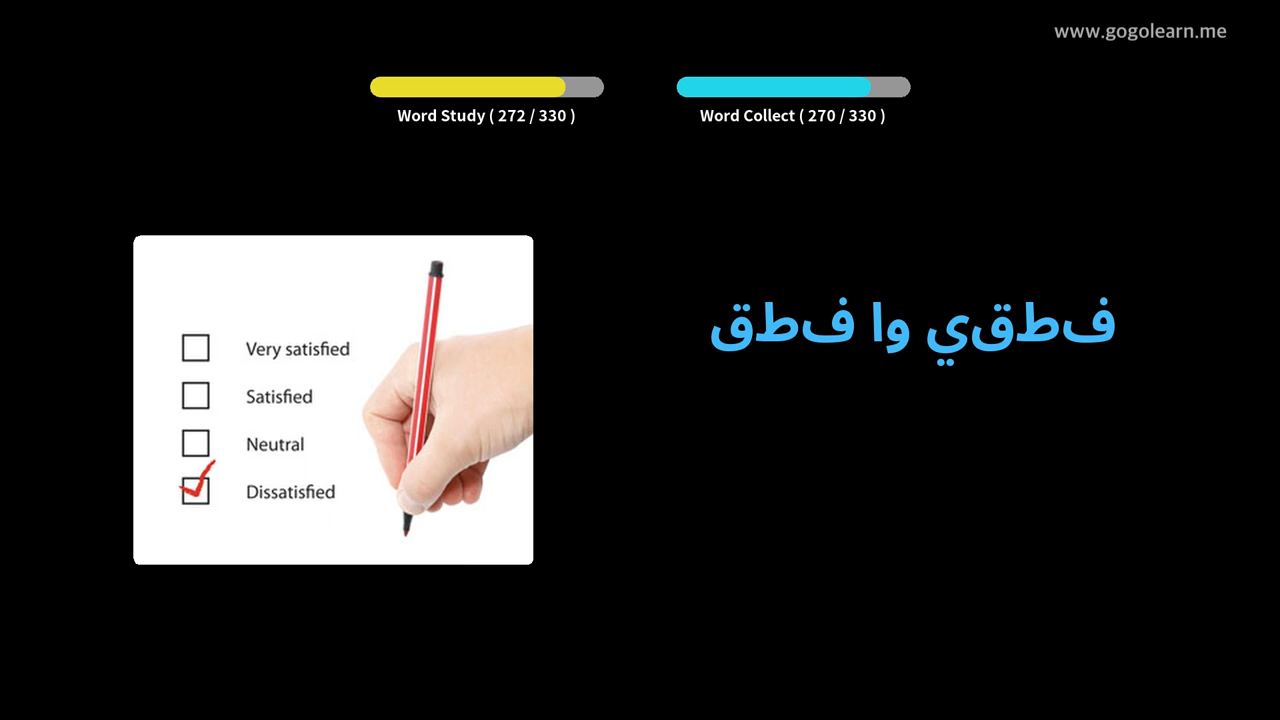 www.gogolearn.me
Word Study ( 272 / 330 )
Word Collect ( 270 / 330 )
فطقي وا فطق
Very satisfied
Satisfied
Neutral
Dissatisfied